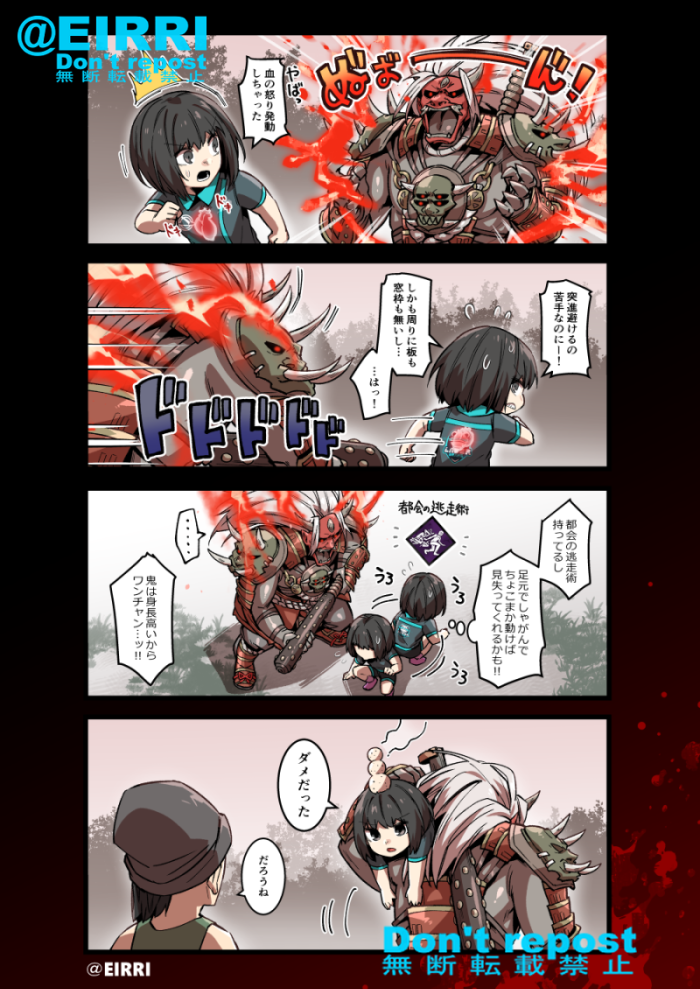 @EIRRI
Don't repost
無断転載禁止
ぬぉーーーん!
やばっ
血の怒り発動
しちゃった
ドキ
ドキ
突進避けるの
苦手なのにー!
しかも周りに板も
窓枠も無いし…
…はっ!
ドドドドド
都会の逃走術
持ってるし
都会の逃走術
足元でしゃがんで
ちょこまか動けば
見失ってくれるかも!!
うろ
うろ
うろ
・・・・・
鬼は身長高いから
ワンチャン…ッ!!
ダメだった
だろうね
Don't repost
無断転載禁止
@EIRRI